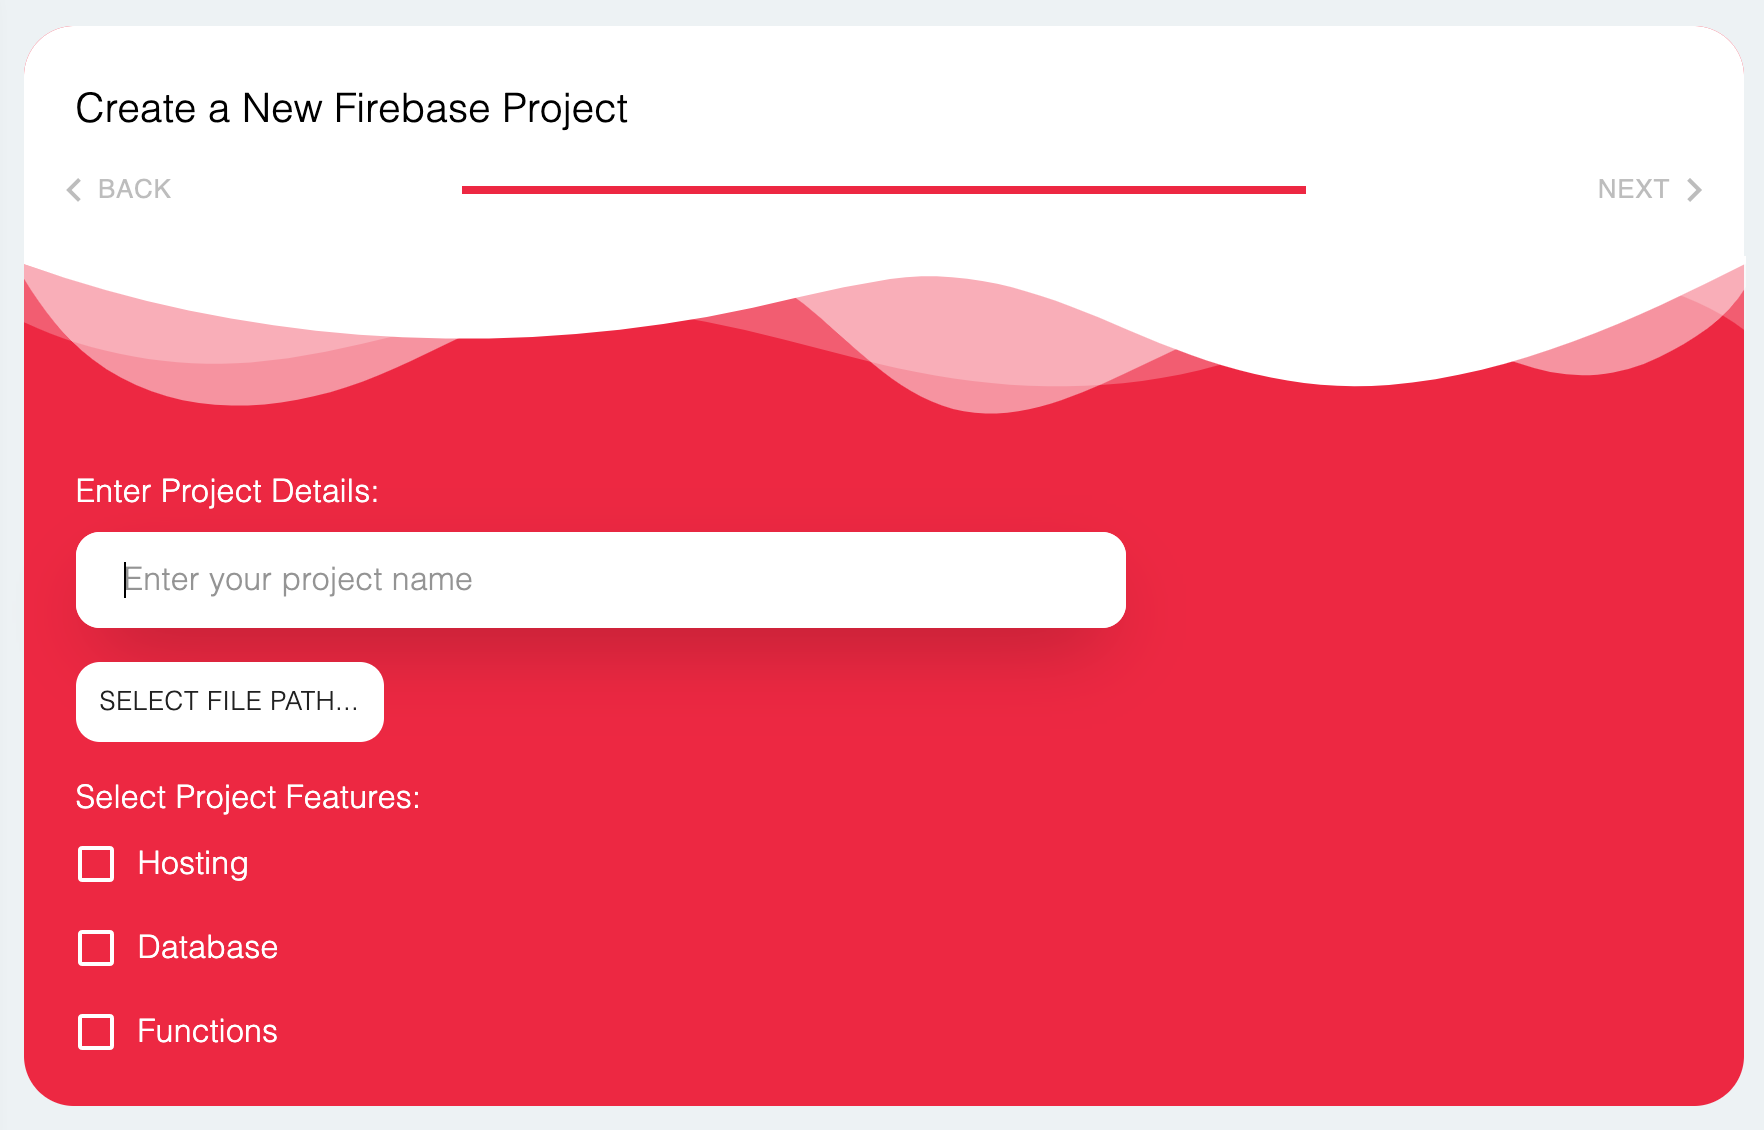 Create a New Firebase Project
BACK
NEXT
Enter Project Details:
Enter your project name
SELECT FILE PATH...
Select Project Features:
Hosting
Database
Functions